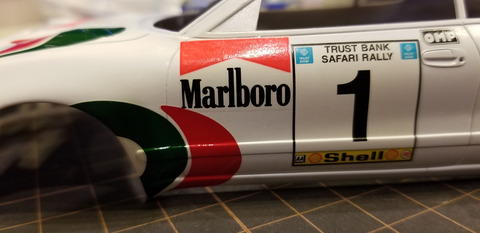 Marlboro
TRUST BANK
SAFARI RALLY
1
Shell
OMP